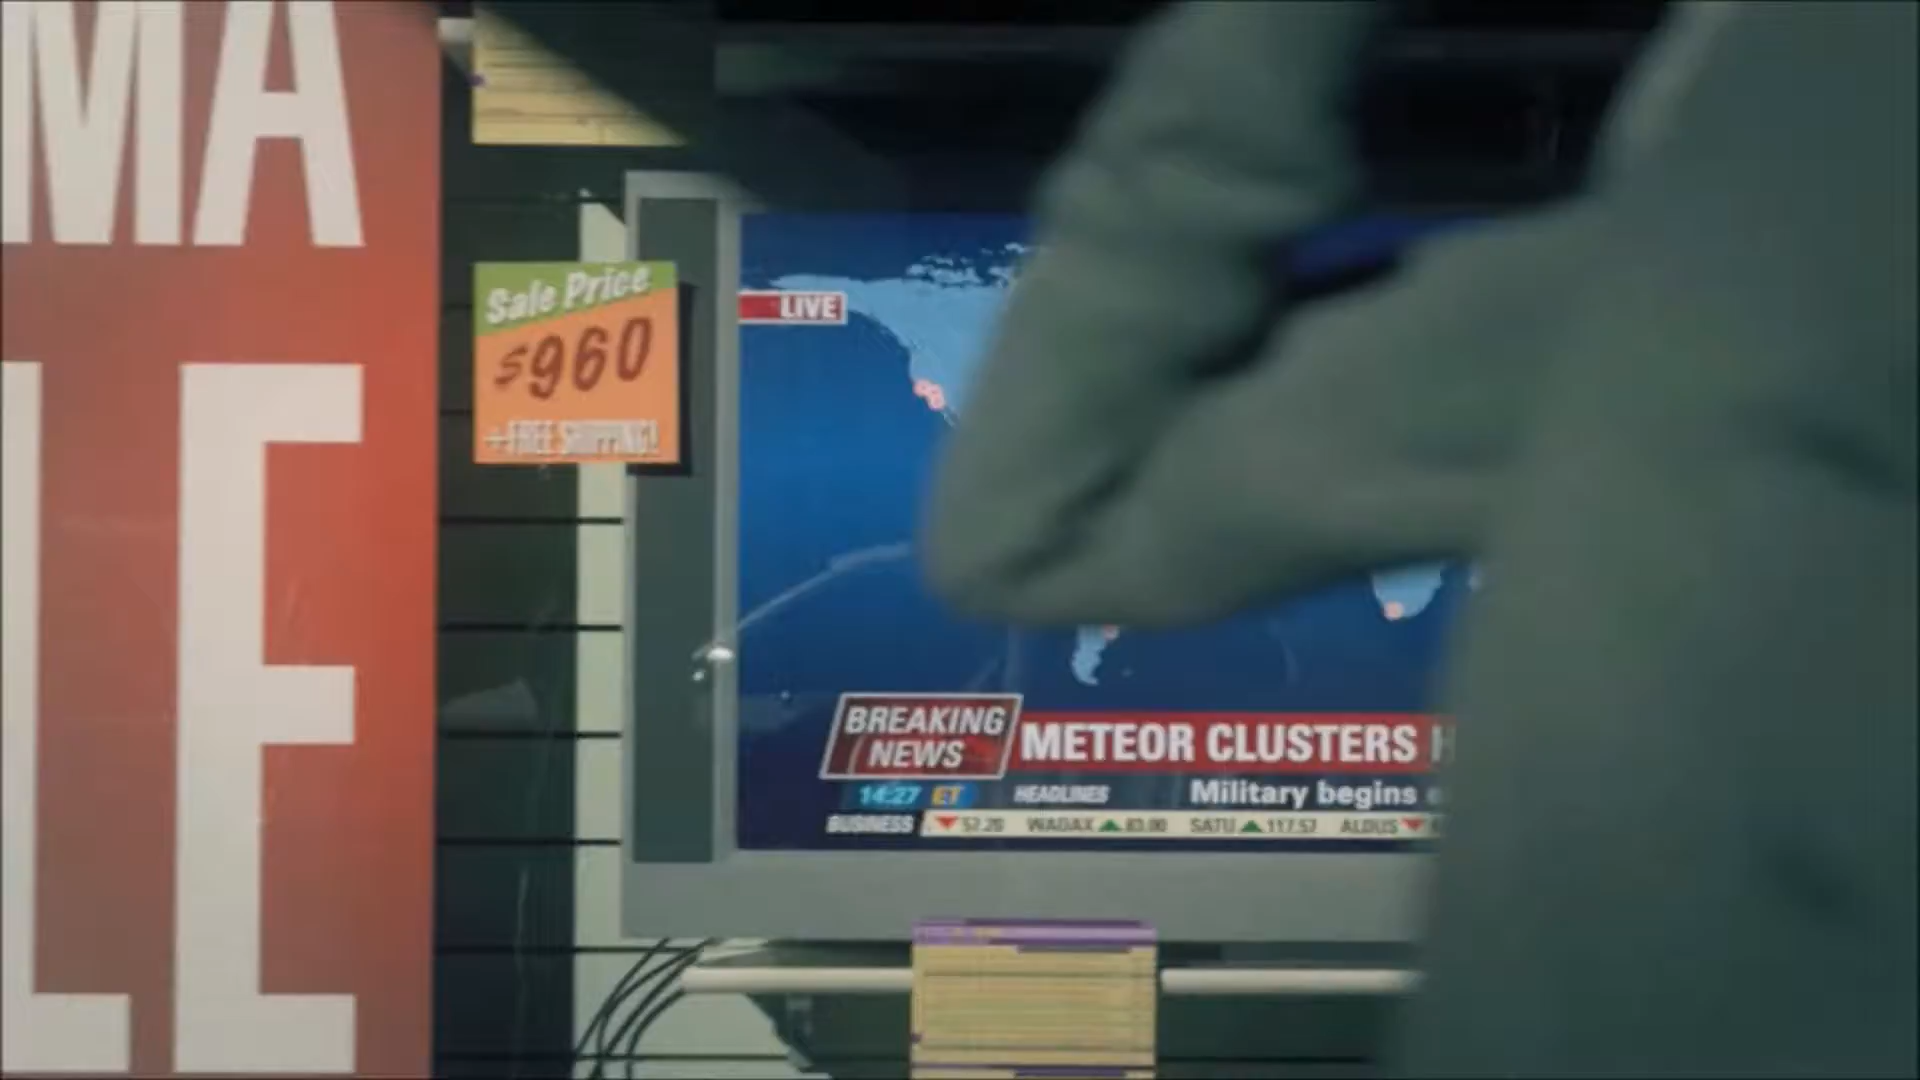 MA
LE
Sale Price
$960
+FREE SHIPPING!
LIVE
BREAKING
NEWS
METEOR CLUSTERS H
14:27 ET HEADLINES Military begins
BUSINESS 57.20 WADAX 83.90 SATU 117.57 ALDUS